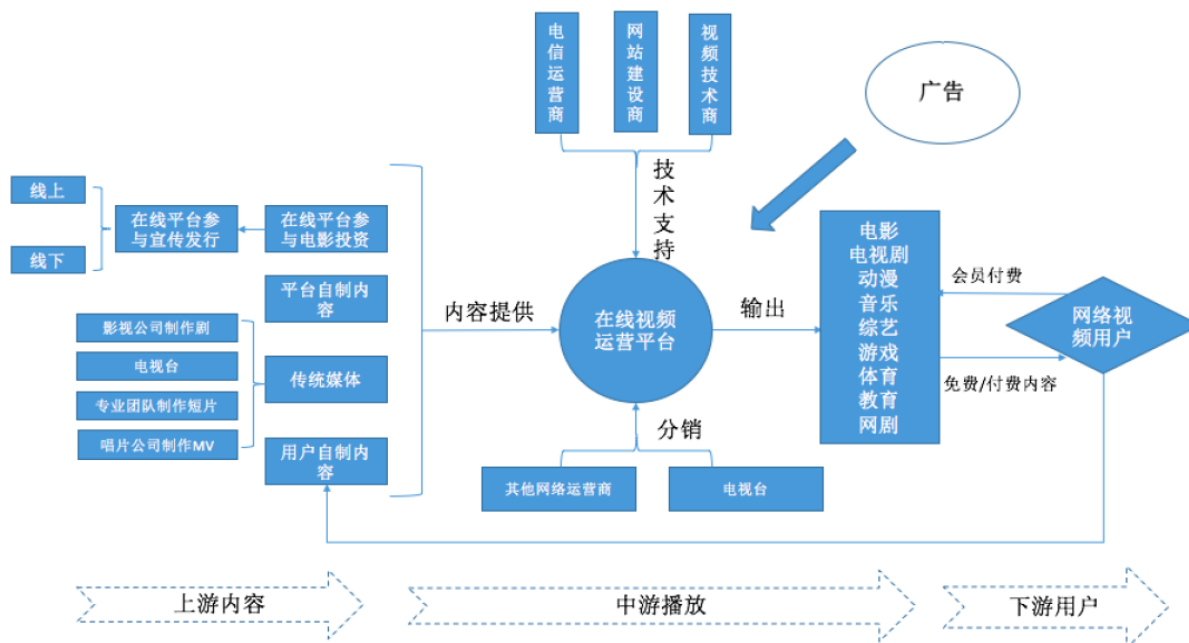 电信运营商
网站建设商
视频技术商
广告
技术支持
线上
线下
在线平台参
与宣传发行
在线平台参
与电影投资
平台自制内
容
影视公司制作剧
电视台
专业团队制作短片
唱片公司制作MV
传统媒体
用户自制内
容
内容提供
在线视频
运营平台
输出
分销
其他网络运营商
电视台
电影
电视剧
动漫
音乐
综艺
游戏
体育
教育
网剧
会员付费
免费/付费内容
网络视
频用户
上游内容
中游播放
下游用户